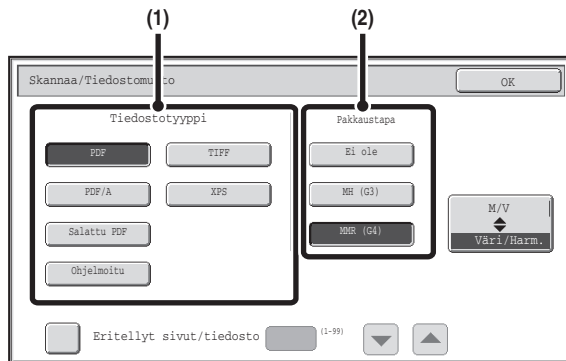 (1) (2)
Skannaa/Tiedostomuoto OK
Tiedostotyyppi Pakkaustapa
PDF TIFF Ei ole
PDF/A XPS MH (G3)
M/V
Salattu PDF MMR (G4)
Väri/Harm.
Ohjelmoitu
Eritellyt sivut/tiedosto (1-99)